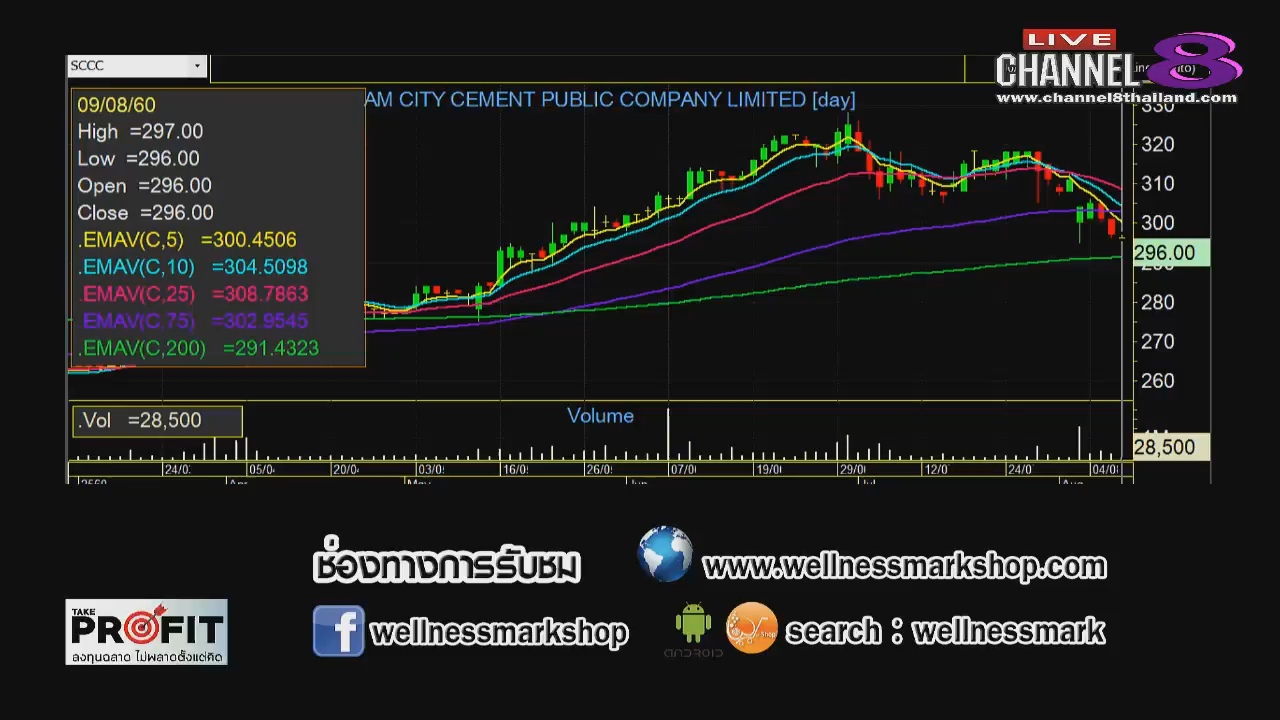 LIVE
CHANNEL 8
www.channel8thailand.com
SCCC
AM CITY CEMENT PUBLIC COMPANY LIMITED [day]
09/08/60
High =297.00
Low =296.00
Open =296.00
Close =296.00
.EMAV(C,5) =300.4506
.EMAV(C,10) =304.5098
.EMAV(C,25) =308.7863
.EMAV(C,75) =302.9545
.EMAV(C,200) =291.4323
330
320
310
300
296.00
280
270
260
.Vol =28,500
Volume
28,500
24/0 05/0 20/0 03/0 16/0 26/0 07/0 19/0 29/0 12/0 24/0 04/0
2560 Apr May Jun Jul Aug
ช่องทางการรับชม
www.wellnessmarkshop.com
TAKE
PROFIT
ลงทุนฉลาด ไม่พลาดตั้งแต่คิด
wellnessmarkshop
ANDROID
Shop
search : wellnessmark